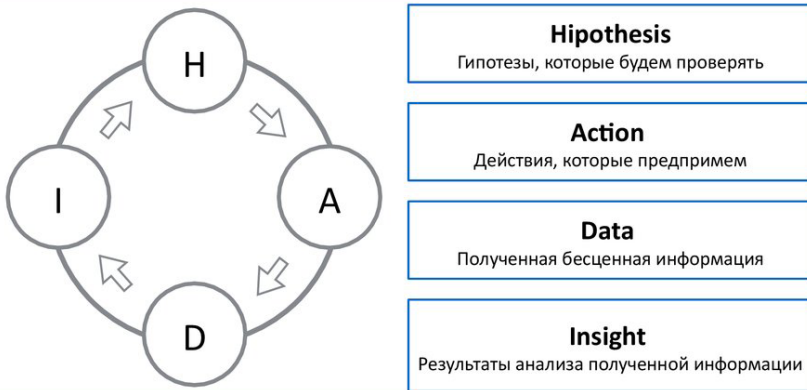 H
A
D
I
Hipothesis
Гипотезы, которые будем проверять
Action
Действия, которые предпримем
Data
Полученная бесценная информация
Insight
Результаты анализа полученной информации